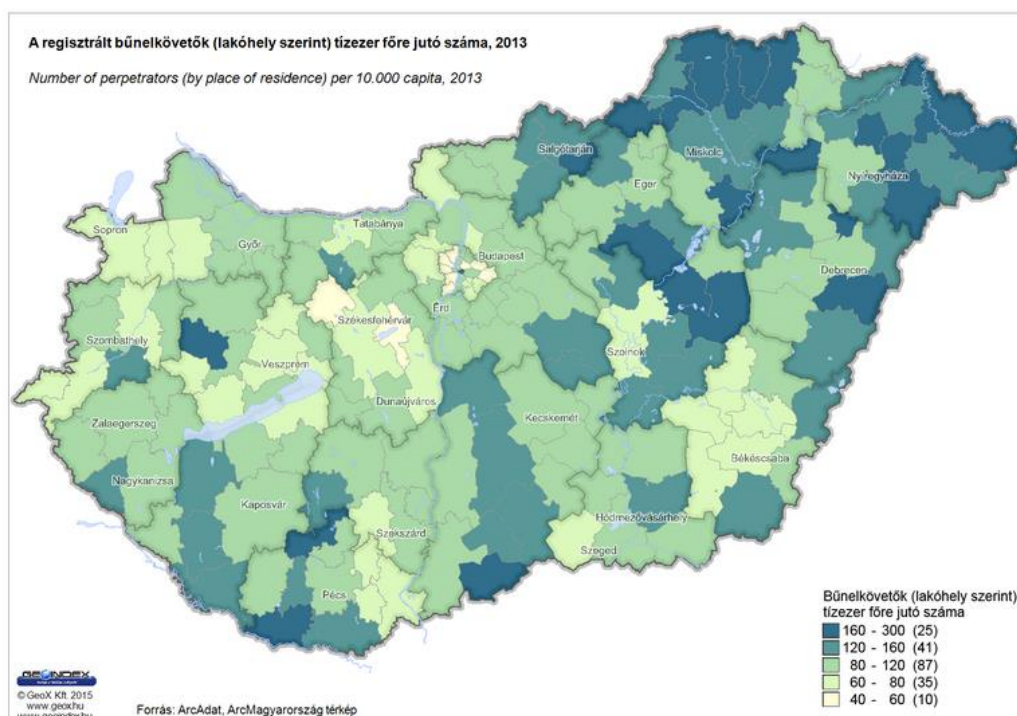 A regisztrált bűnelkövetők (lakóhely szerint) tízezer főre jutó száma, 2013
Number of perpetrators (by place of residence) per 10.000 capita, 2013
Salgótarján
Miskolc
Nyíregyháza
Eger
Sopron
Győr
Tatabánya
Budapest
Debrecen
Érd
Székesfehérvár
Szombathely
Veszprém
Szolnok
Dunaújváros
Zalaegerszeg
Kecskemét
Békéscsaba
Nagykanizsa
Kaposvár
Szekszárd
Hódmezővásárhely
Szeged
Pécs
Bűnelkövetők (lakóhely szerint)
tízezer főre jutó száma
160 - 300 (25)
120 - 160 (41)
80 - 120 (87)
60 - 80 (35)
40 - 60 (10)
GEOINDEX
© GeoX Kft. 2015
www.geox.hu
www.geoindex.hu
Forrás: ArcAdat, ArcMagyarország térkép